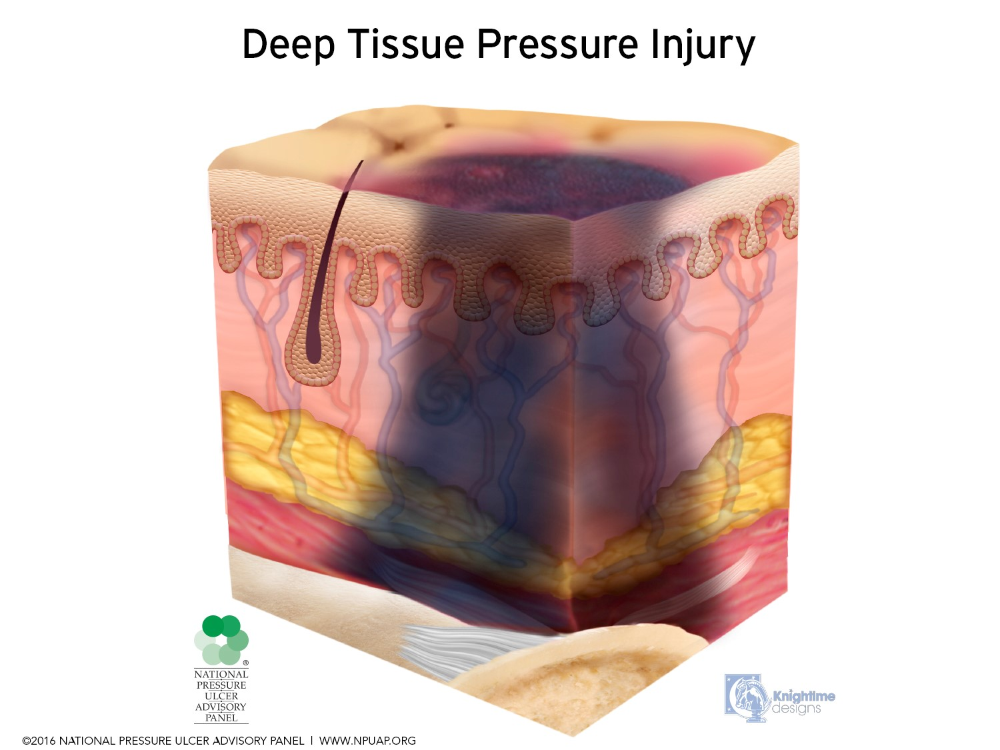 Deep Tissue Pressure Injury
®
NATIONAL
PRESSURE
ULCER
ADVISORY
PANEL
Knightime
designs
©2016 NATIONAL PRESSURE ULCER ADVISORY PANEL | WWW.NPUAP.ORG